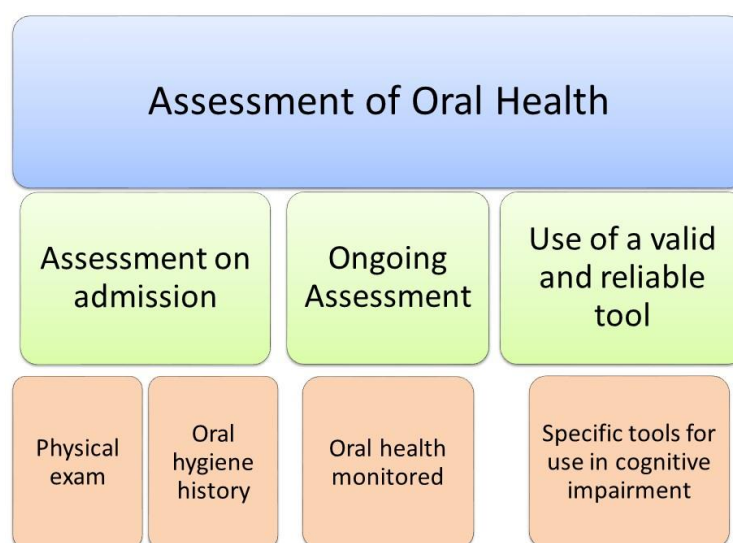 Assessment of Oral Health
Assessment on
admission
Ongoing
Assessment
Use of a valid
and reliable
tool
Physical
exam
Oral
hygiene
history
Oral health
monitored
Specific tools for
use in cognitive
impairment